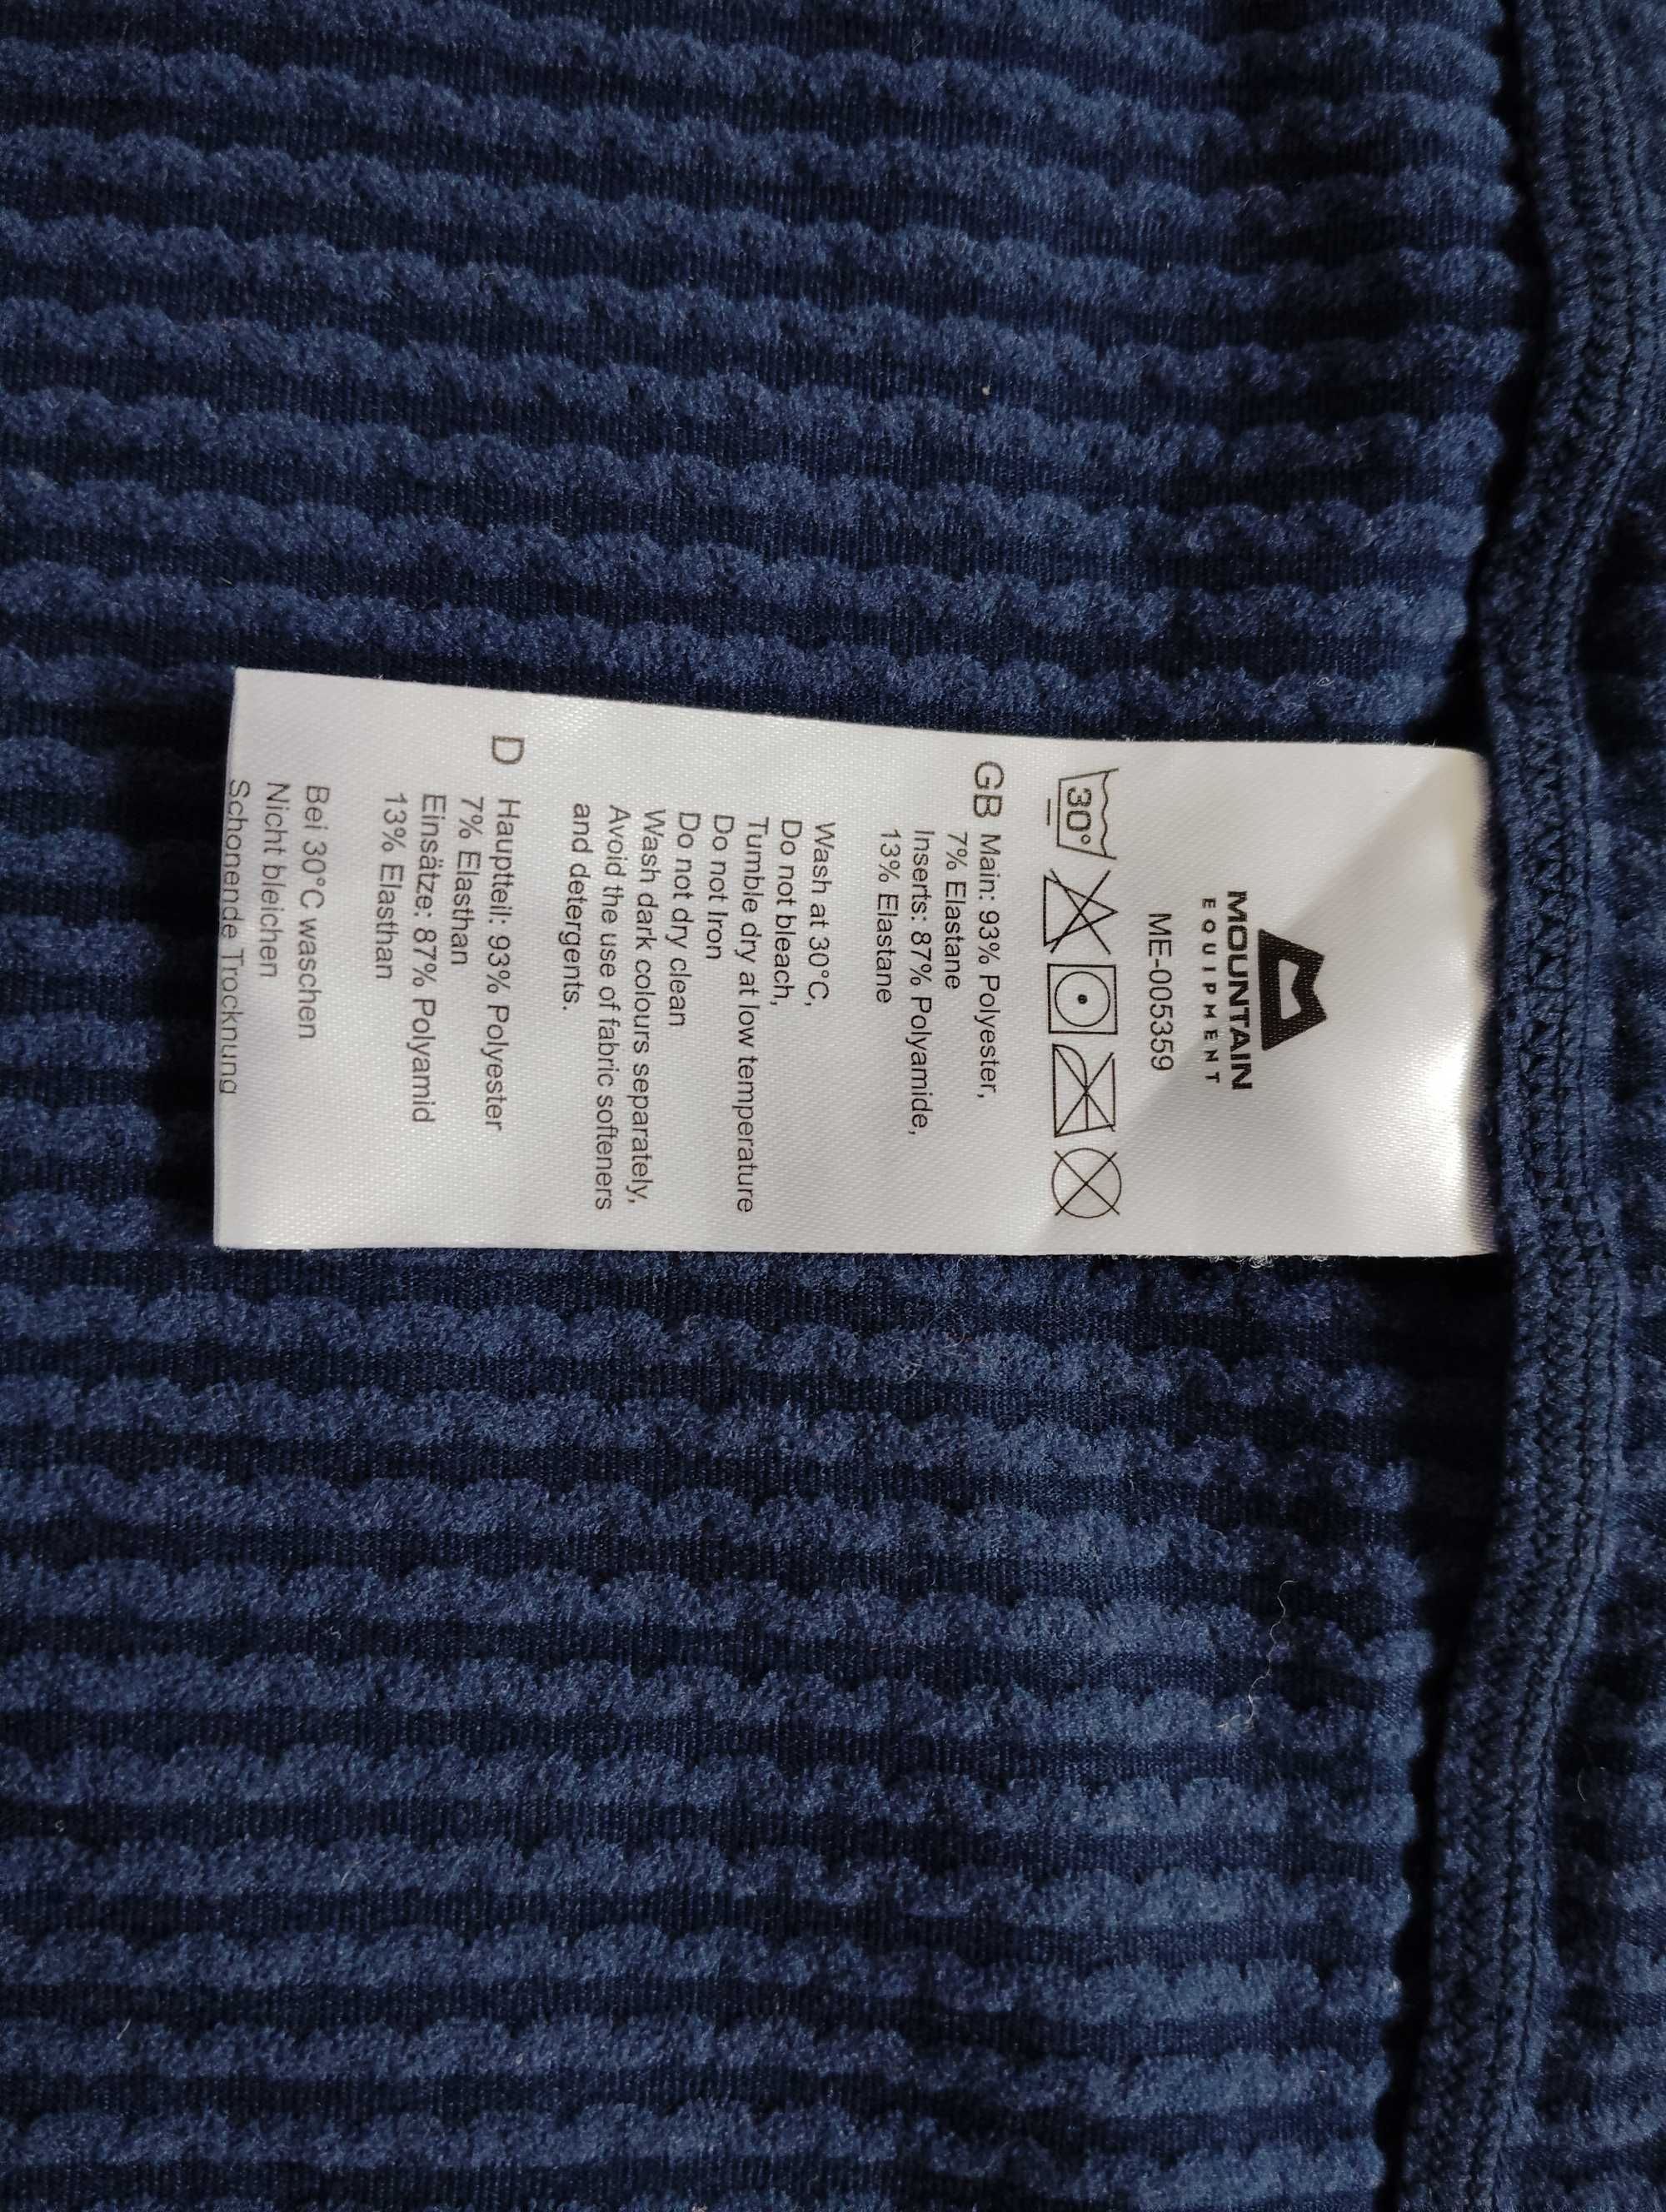 MOUNTAIN
EQUIPMENT
ME-005359
30°
GB Main: 93% Polyester,
7% Elastane
Inserts: 87% Polyamide,
13% Elastane
Wash at 30°C,
Do not bleach,
Tumble dry at low temperature
Do not Iron
Do not dry clean
Wash dark colours separately,
Avoid the use of fabric softeners
and detergents.
D Hauptteil: 93% Polyester
7% Elasthan
Einsätze: 87% Polyamid
13% Elasthan
Bei 30°C waschen
Nicht bleichen
Schonende Trocknung